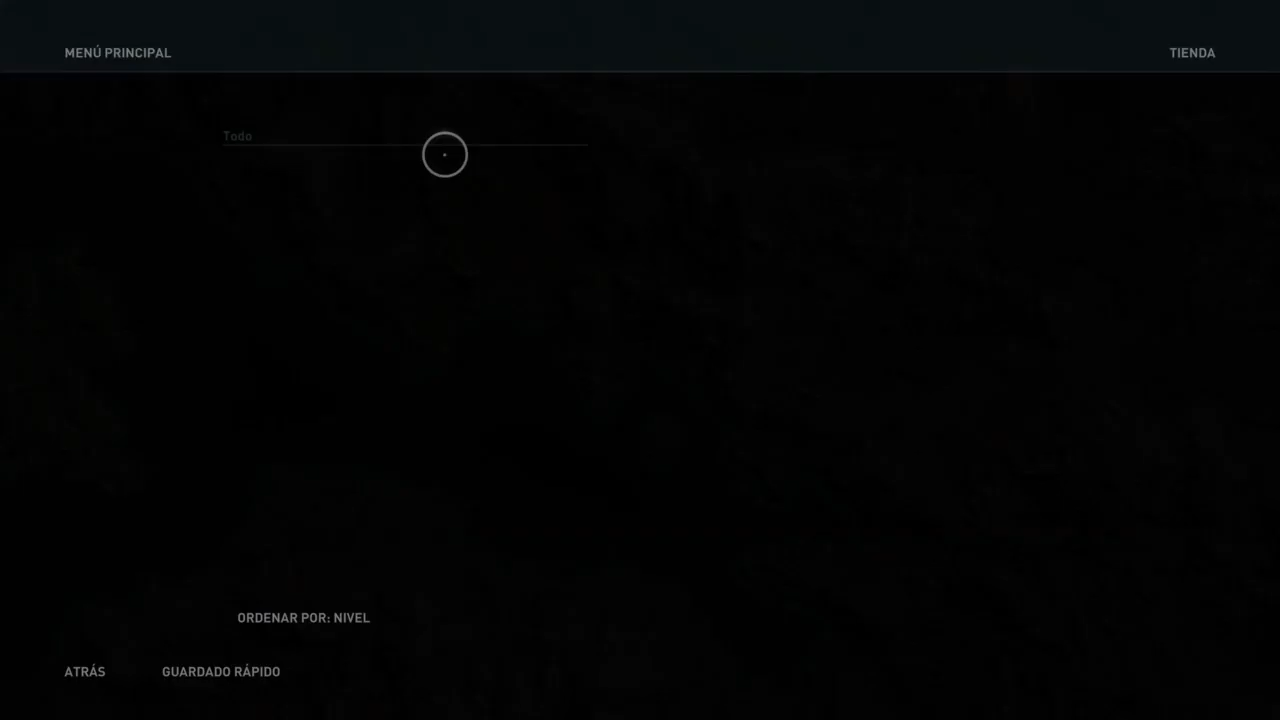 MENÚ PRINCIPAL
TIENDA
Todo
ORDENAR POR: NIVEL
ATRÁS
GUARDADO RÁPIDO